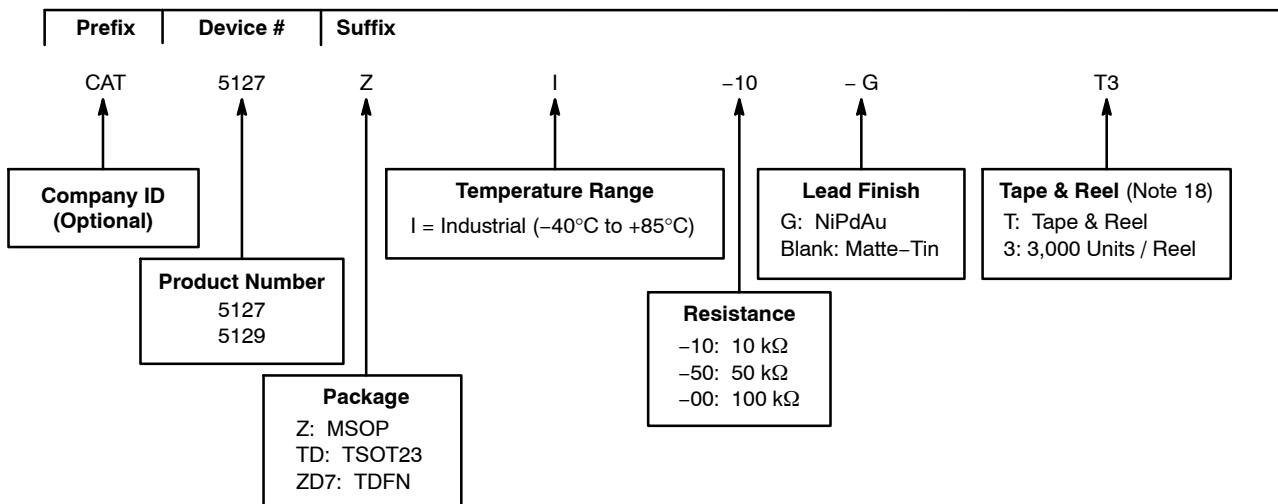 Prefix Device # Suffix
CAT 5127 Z I −10 − G T3
Company ID
(Optional)
Product Number
5127
5129
Package
Z: MSOP
TD: TSOT23
ZD7: TDFN
Temperature Range
I = Industrial (−40°C to +85°C)
Resistance
−10: 10 kΩ
−50: 50 kΩ
−00: 100 kΩ
Lead Finish
G: NiPdAu
Blank: Matte−Tin
Tape & Reel (Note 18)
T: Tape & Reel
3: 3,000 Units / Reel